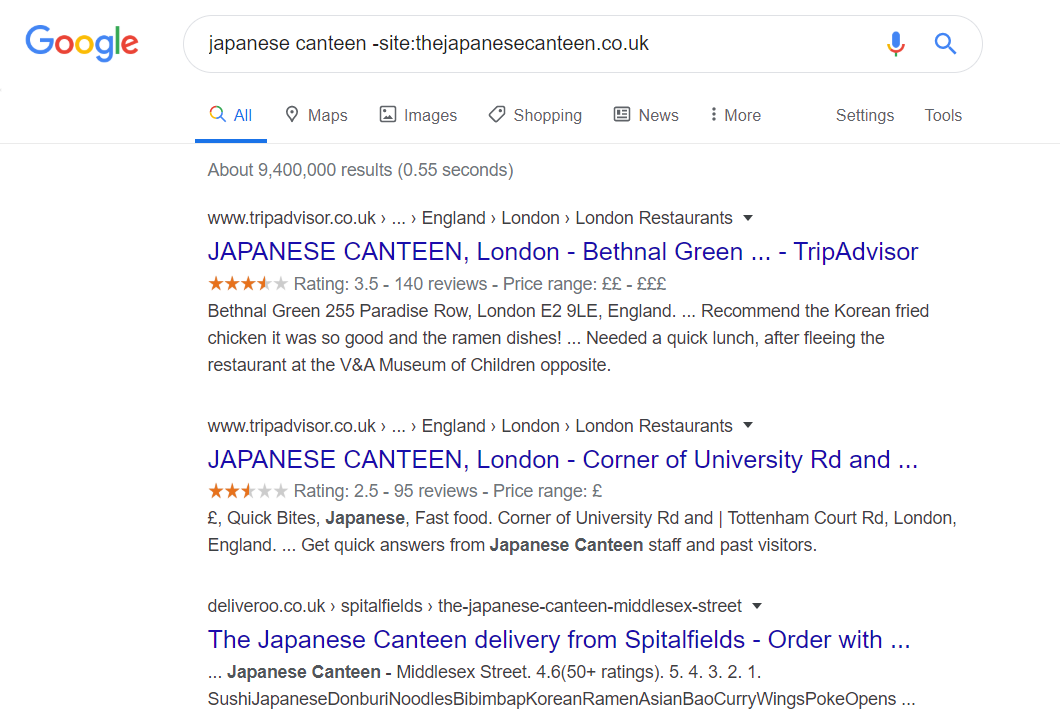 Google
japanese canteen -site:thejapanesecanteen.co.uk
All Maps Images Shopping News More Settings Tools
About 9,400,000 results (0.55 seconds)
www.tripadvisor.co.uk › ... › England › London › London Restaurants
JAPANESE CANTEEN, London - Bethnal Green ... - TripAdvisor
Rating: 3.5 - 140 reviews - Price range: ££ - £££
Bethnal Green 255 Paradise Row, London E2 9LE, England. ... Recommend the Korean fried
chicken it was so good and the ramen dishes! ... Needed a quick lunch, after fleeing the
restaurant at the V&A Museum of Children opposite.
www.tripadvisor.co.uk › ... › England › London › London Restaurants
JAPANESE CANTEEN, London - Corner of University Rd and ...
Rating: 2.5 - 95 reviews - Price range: £
£, Quick Bites, Japanese, Fast food. Corner of University Rd and | Tottenham Court Rd, London,
England. ... Get quick answers from Japanese Canteen staff and past visitors.
deliveroo.co.uk › spitalfields › the-japanese-canteen-middlesex-street
The Japanese Canteen delivery from Spitalfields - Order with ...
... Japanese Canteen - Middlesex Street. 4.6(50+ ratings). 5. 4. 3. 2. 1.
SushiJapaneseDonburiNoodlesBibimbapKoreanRamenAsianBaoCurryWingsPokeOpens ...